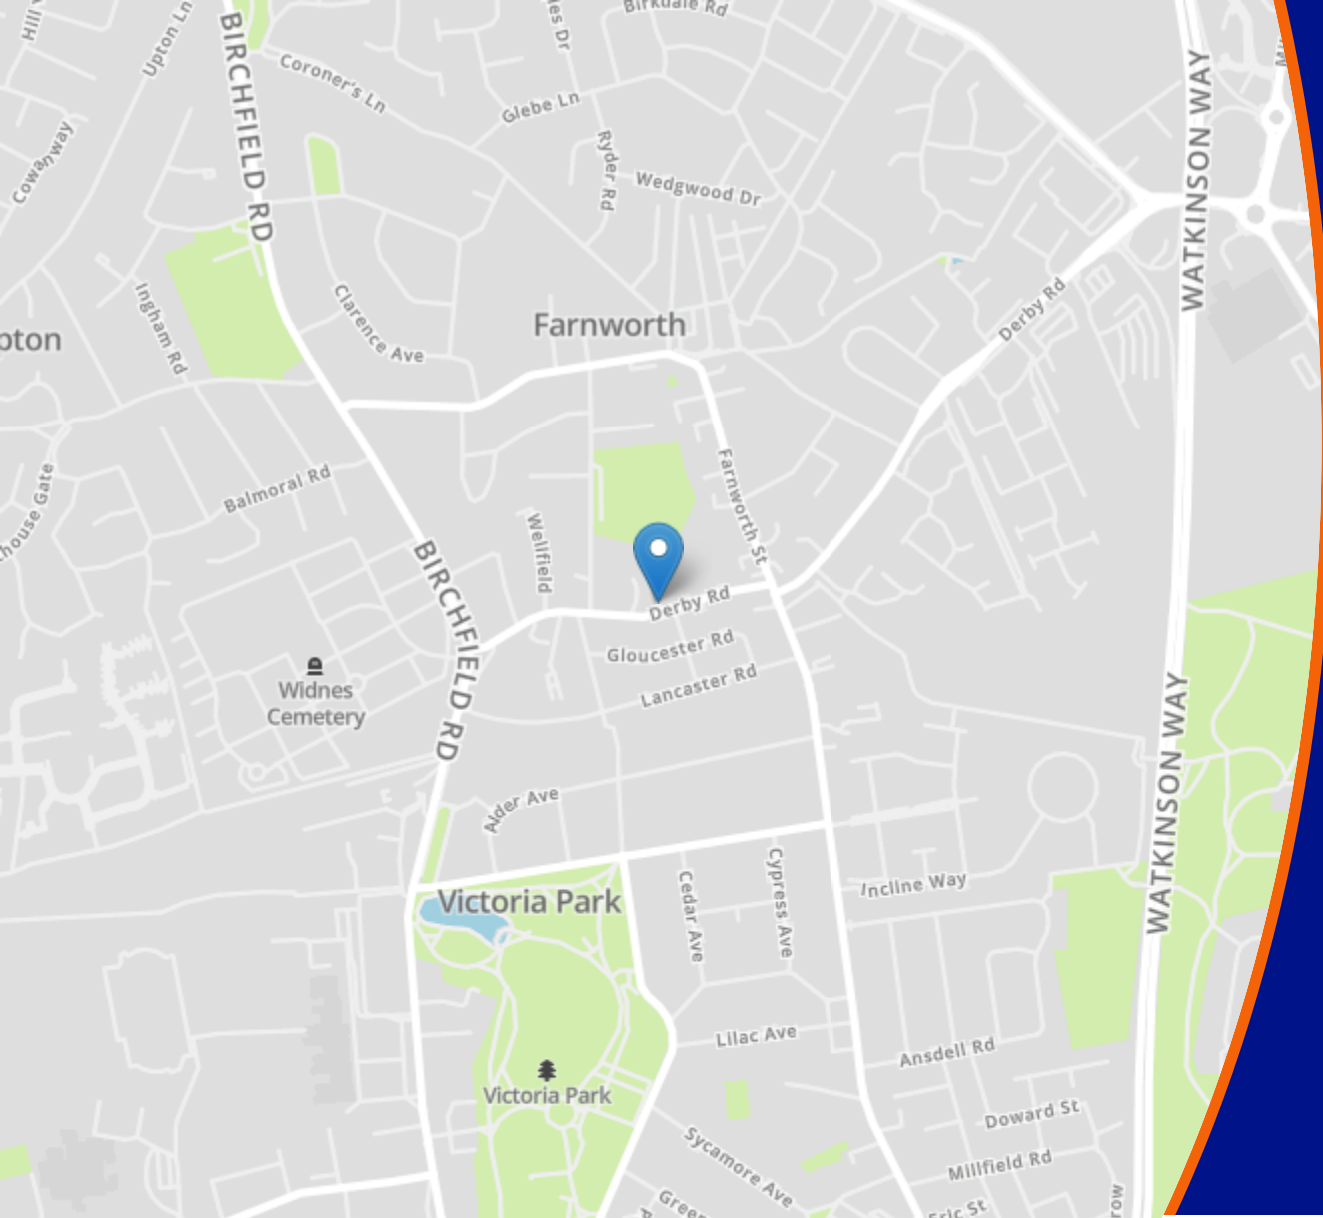 Birkdale Rd
Upton Ln
BIRCHFIELD RD
Coroner's Ln
Glebe Ln
WATKINSON WAY
Cowanway
Ryder Rd
Wedgwood Dr
Ingham Rd
Clarence Ave
Derby Rd
Farnworth
Balmoral Rd
Farnworth St
Wellfield
BIRCHFIELD RD
Derby Rd
Gloucester Rd
Lancaster Rd
Widnes
Cemetery
WATKINSON WAY
Alder Ave
Cypress Ave
Cedar Ave
Incline Way
Victoria Park
Lilac Ave
Ansdell Rd
Victoria Park
Doward St
Sycamore Ave
Millfield Rd
Eric St